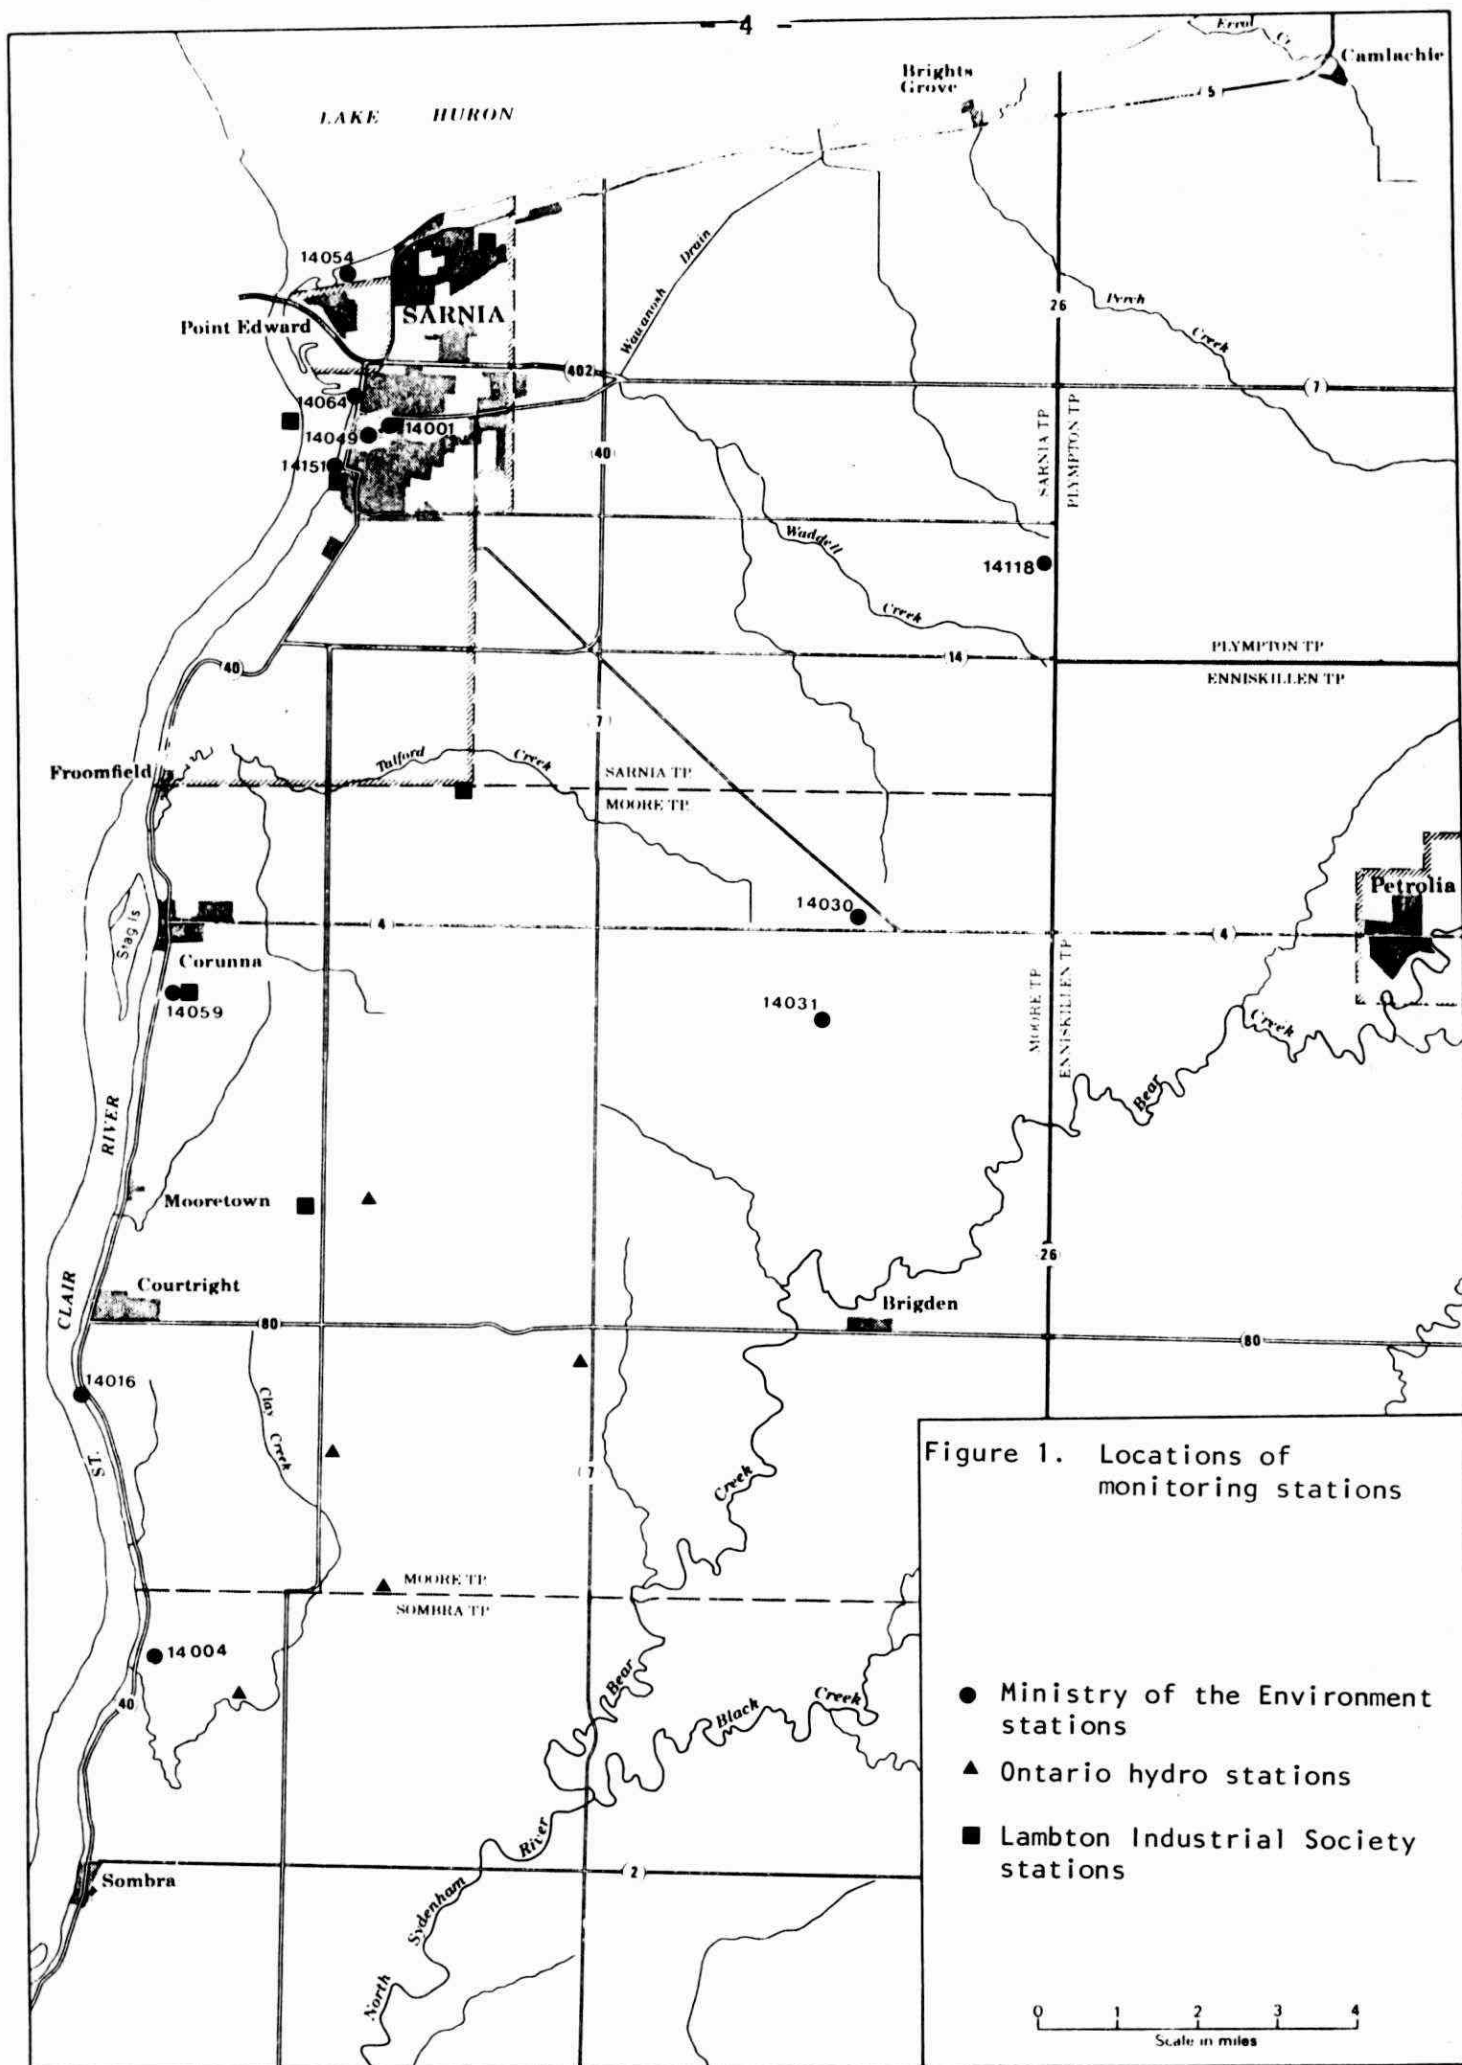 - 4 -
Errol Cr
Camlachie
Brights
Grove
5
LAKE HURON
Wawanosh Drain
14054
SARNIA
Point Edward
26
Perch Creek
402
7
14064
14001
14049
14151
40
SARNIA TP
PLYMPTON TP
Waddell Creek
14118
14
PLYMPTON TP
ENNISKILLEN TP
40
7
Talford Creek
Froomfield
SARNIA TP
MOORE TP
Petrolia
14030
4
4
Stag Is
Corunna
14059
14031
MOORE TP
ENNISKILLEN TP
Bear Creek
ST. CLAIR RIVER
Mooretown
26
Courtright
Brigden
80
80
14016
Clay Creek
7
Bear Creek
Figure 1. Locations of
monitoring stations
MOORE TP
SOMBRA TP
14004
40
Black Creek
● Ministry of the Environment
stations
▲ Ontario hydro stations
■ Lambton Industrial Society
stations
North Sydenham River
2
Sombra
0 1 2 3 4
Scale in miles